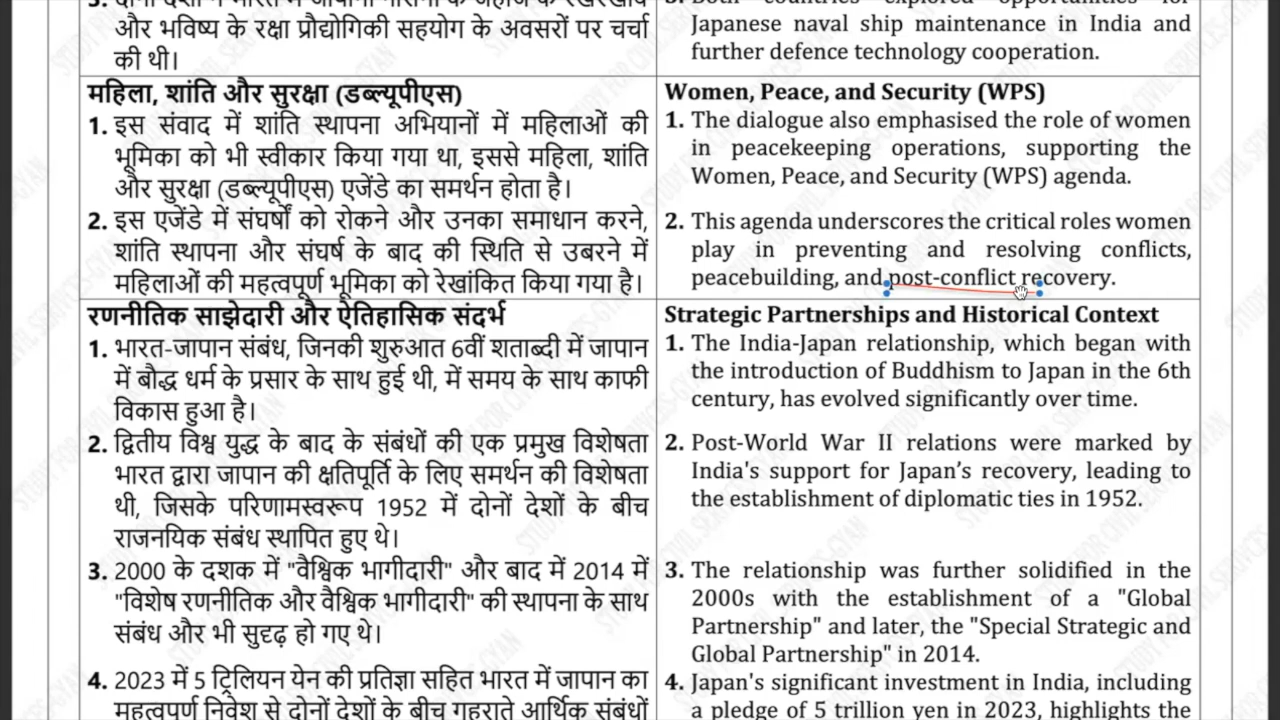 3. दोनों देशों ने भारत में जापानी नौसेना के जहाज के रखरखाव
और भविष्य के रक्षा प्रौद्योगिकी सहयोग के अवसरों पर चर्चा
की थी।
महिला, शांति और सुरक्षा (डब्ल्यूपीएस)
1. इस संवाद में शांति स्थापना अभियानों में महिलाओं की
भूमिका को भी स्वीकार किया गया था, इससे महिला, शांति
और सुरक्षा (डब्ल्यूपीएस) एजेंडे का समर्थन होता है।
2. इस एजेंडे में संघर्षों को रोकने और उनका समाधान करने,
शांति स्थापना और संघर्ष के बाद की स्थिति से उबरने में
महिलाओं की महत्वपूर्ण भूमिका को रेखांकित किया गया है।
रणनीतिक साझेदारी और ऐतिहासिक संदर्भ
1. भारत-जापान संबंध, जिनकी शुरुआत 6वीं शताब्दी में जापान
में बौद्ध धर्म के प्रसार के साथ हुई थी, में समय के साथ काफी
विकास हुआ है।
2. द्वितीय विश्व युद्ध के बाद के संबंधों की एक प्रमुख विशेषता
भारत द्वारा जापान की क्षतिपूर्ति के लिए समर्थन की विशेषता
थी, जिसके परिणामस्वरूप 1952 में दोनों देशों के बीच
राजनयिक संबंध स्थापित हुए थे।
3. 2000 के दशक में "वैश्विक भागीदारी" और बाद में 2014 में
"विशेष रणनीतिक और वैश्विक भागीदारी" की स्थापना के साथ
संबंध और भी सुदृढ़ हो गए थे।
4. 2023 में 5 ट्रिलियन येन की प्रतिज्ञा सहित भारत में जापान का
महत्वपूर्ण निवेश से दोनों देशों के बीच गहराते आर्थिक संबंधों
3. Both countries explored opportunities for
Japanese naval ship maintenance in India and
further defence technology cooperation.
Women, Peace, and Security (WPS)
1. The dialogue also emphasised the role of women
in peacekeeping operations, supporting the
Women, Peace, and Security (WPS) agenda.
2. This agenda underscores the critical roles women
play in preventing and resolving conflicts,
peacebuilding, and post-conflict recovery.
Strategic Partnerships and Historical Context
1. The India-Japan relationship, which began with
the introduction of Buddhism to Japan in the 6th
century, has evolved significantly over time.
2. Post-World War II relations were marked by
India's support for Japan’s recovery, leading to
the establishment of diplomatic ties in 1952.
3. The relationship was further solidified in the
2000s with the establishment of a "Global
Partnership" and later, the "Special Strategic and
Global Partnership" in 2014.
4. Japan's significant investment in India, including
a pledge of 5 trillion yen in 2023, highlights the